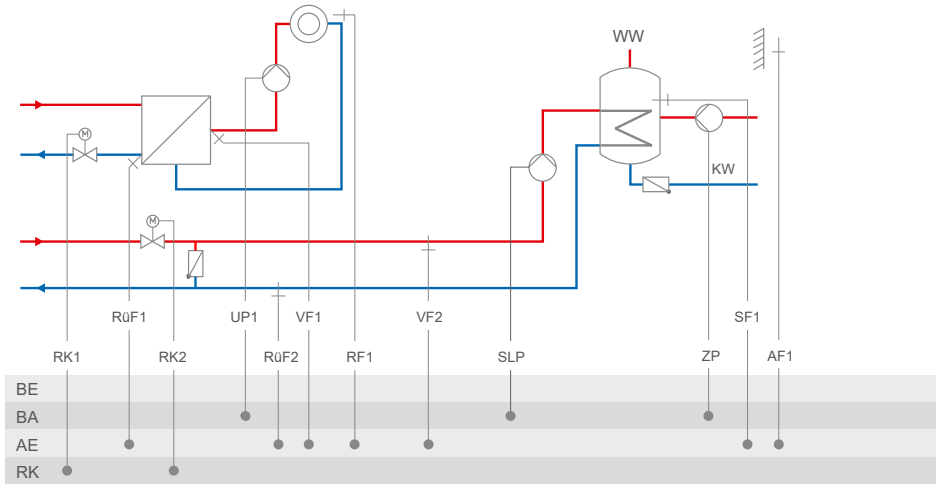 WW
M
KW
M
RüF1 UP1 VF1 VF2 SF1
RK1 RK2 RüF2 RF1 SLP ZP AF1
BE
BA
AE
RK